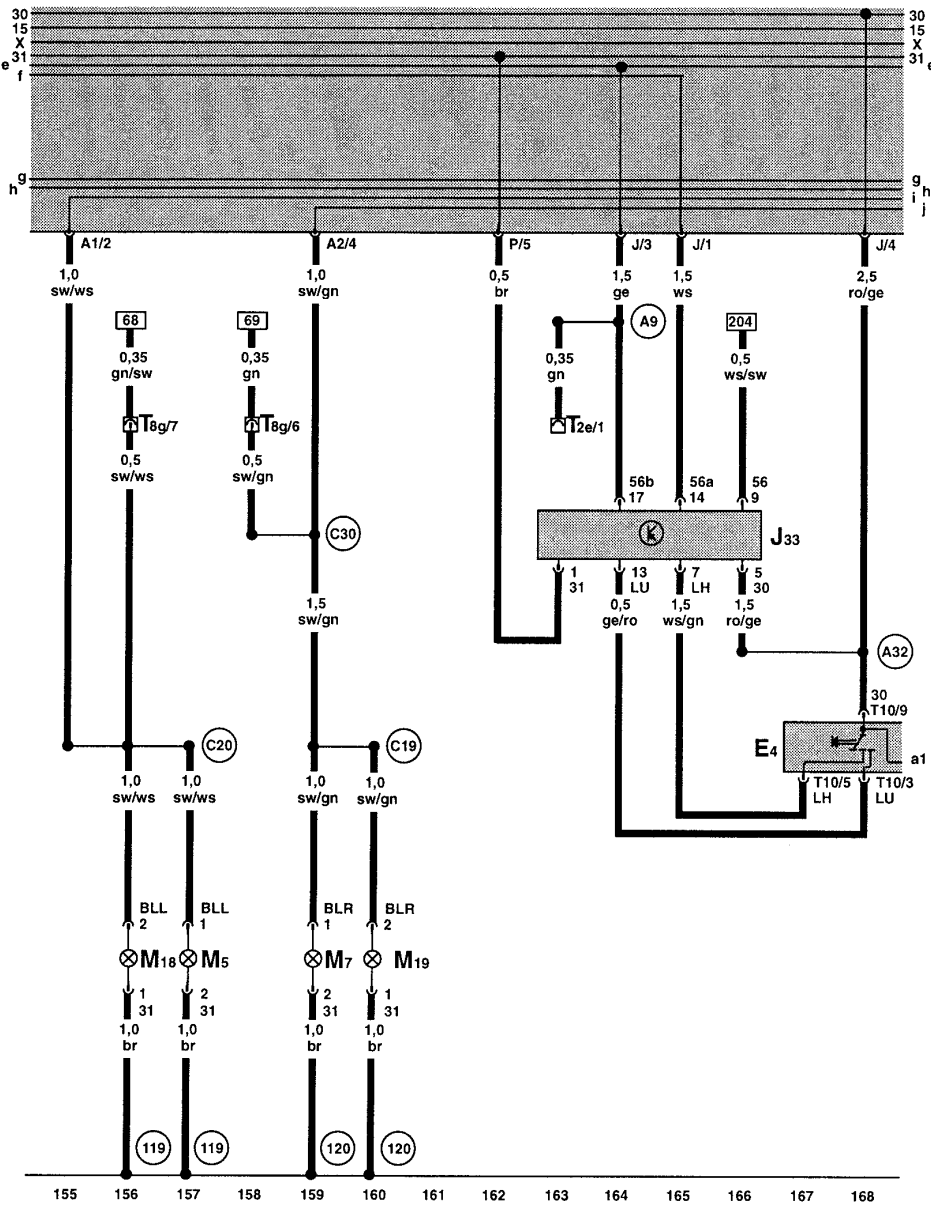 30 30
15 15
X X
31 31
e e
f
g g
h h
i
j
A1/2 A2/4 P/5 J/3 J/1 J/4
1,0 1,0 0,5 1,5 1,5 2,5
sw/ws sw/gn br ge ws ro/ge
68 69 A9 204
0,35 0,35 0,35 0,5
gn/sw gn gn ws/sw
T8g/7 T8g/6 T2e/1
0,5 0,5
sw/ws sw/gn
56b 56a 56
17 14 9
C30 k J33
1 13 7 5
31 LU LH 30
1,5 0,5 1,5 1,5
sw/gn ge/ro ws/gn ro/ge
A32
30
T10/9
C20 C19 E4 a1
1,0 1,0 1,0 1,0 T10/5 T10/3
sw/ws sw/ws sw/gn sw/gn LH LU
BLL BLL BLR BLR
2 1 1 2
M18 M5 M7 M19
1 2 2 1
31 31 31 31
1,0 1,0 1,0 1,0
br br br br
119 119 120 120
155 156 157 158 159 160 161 162 163 164 165 166 167 168